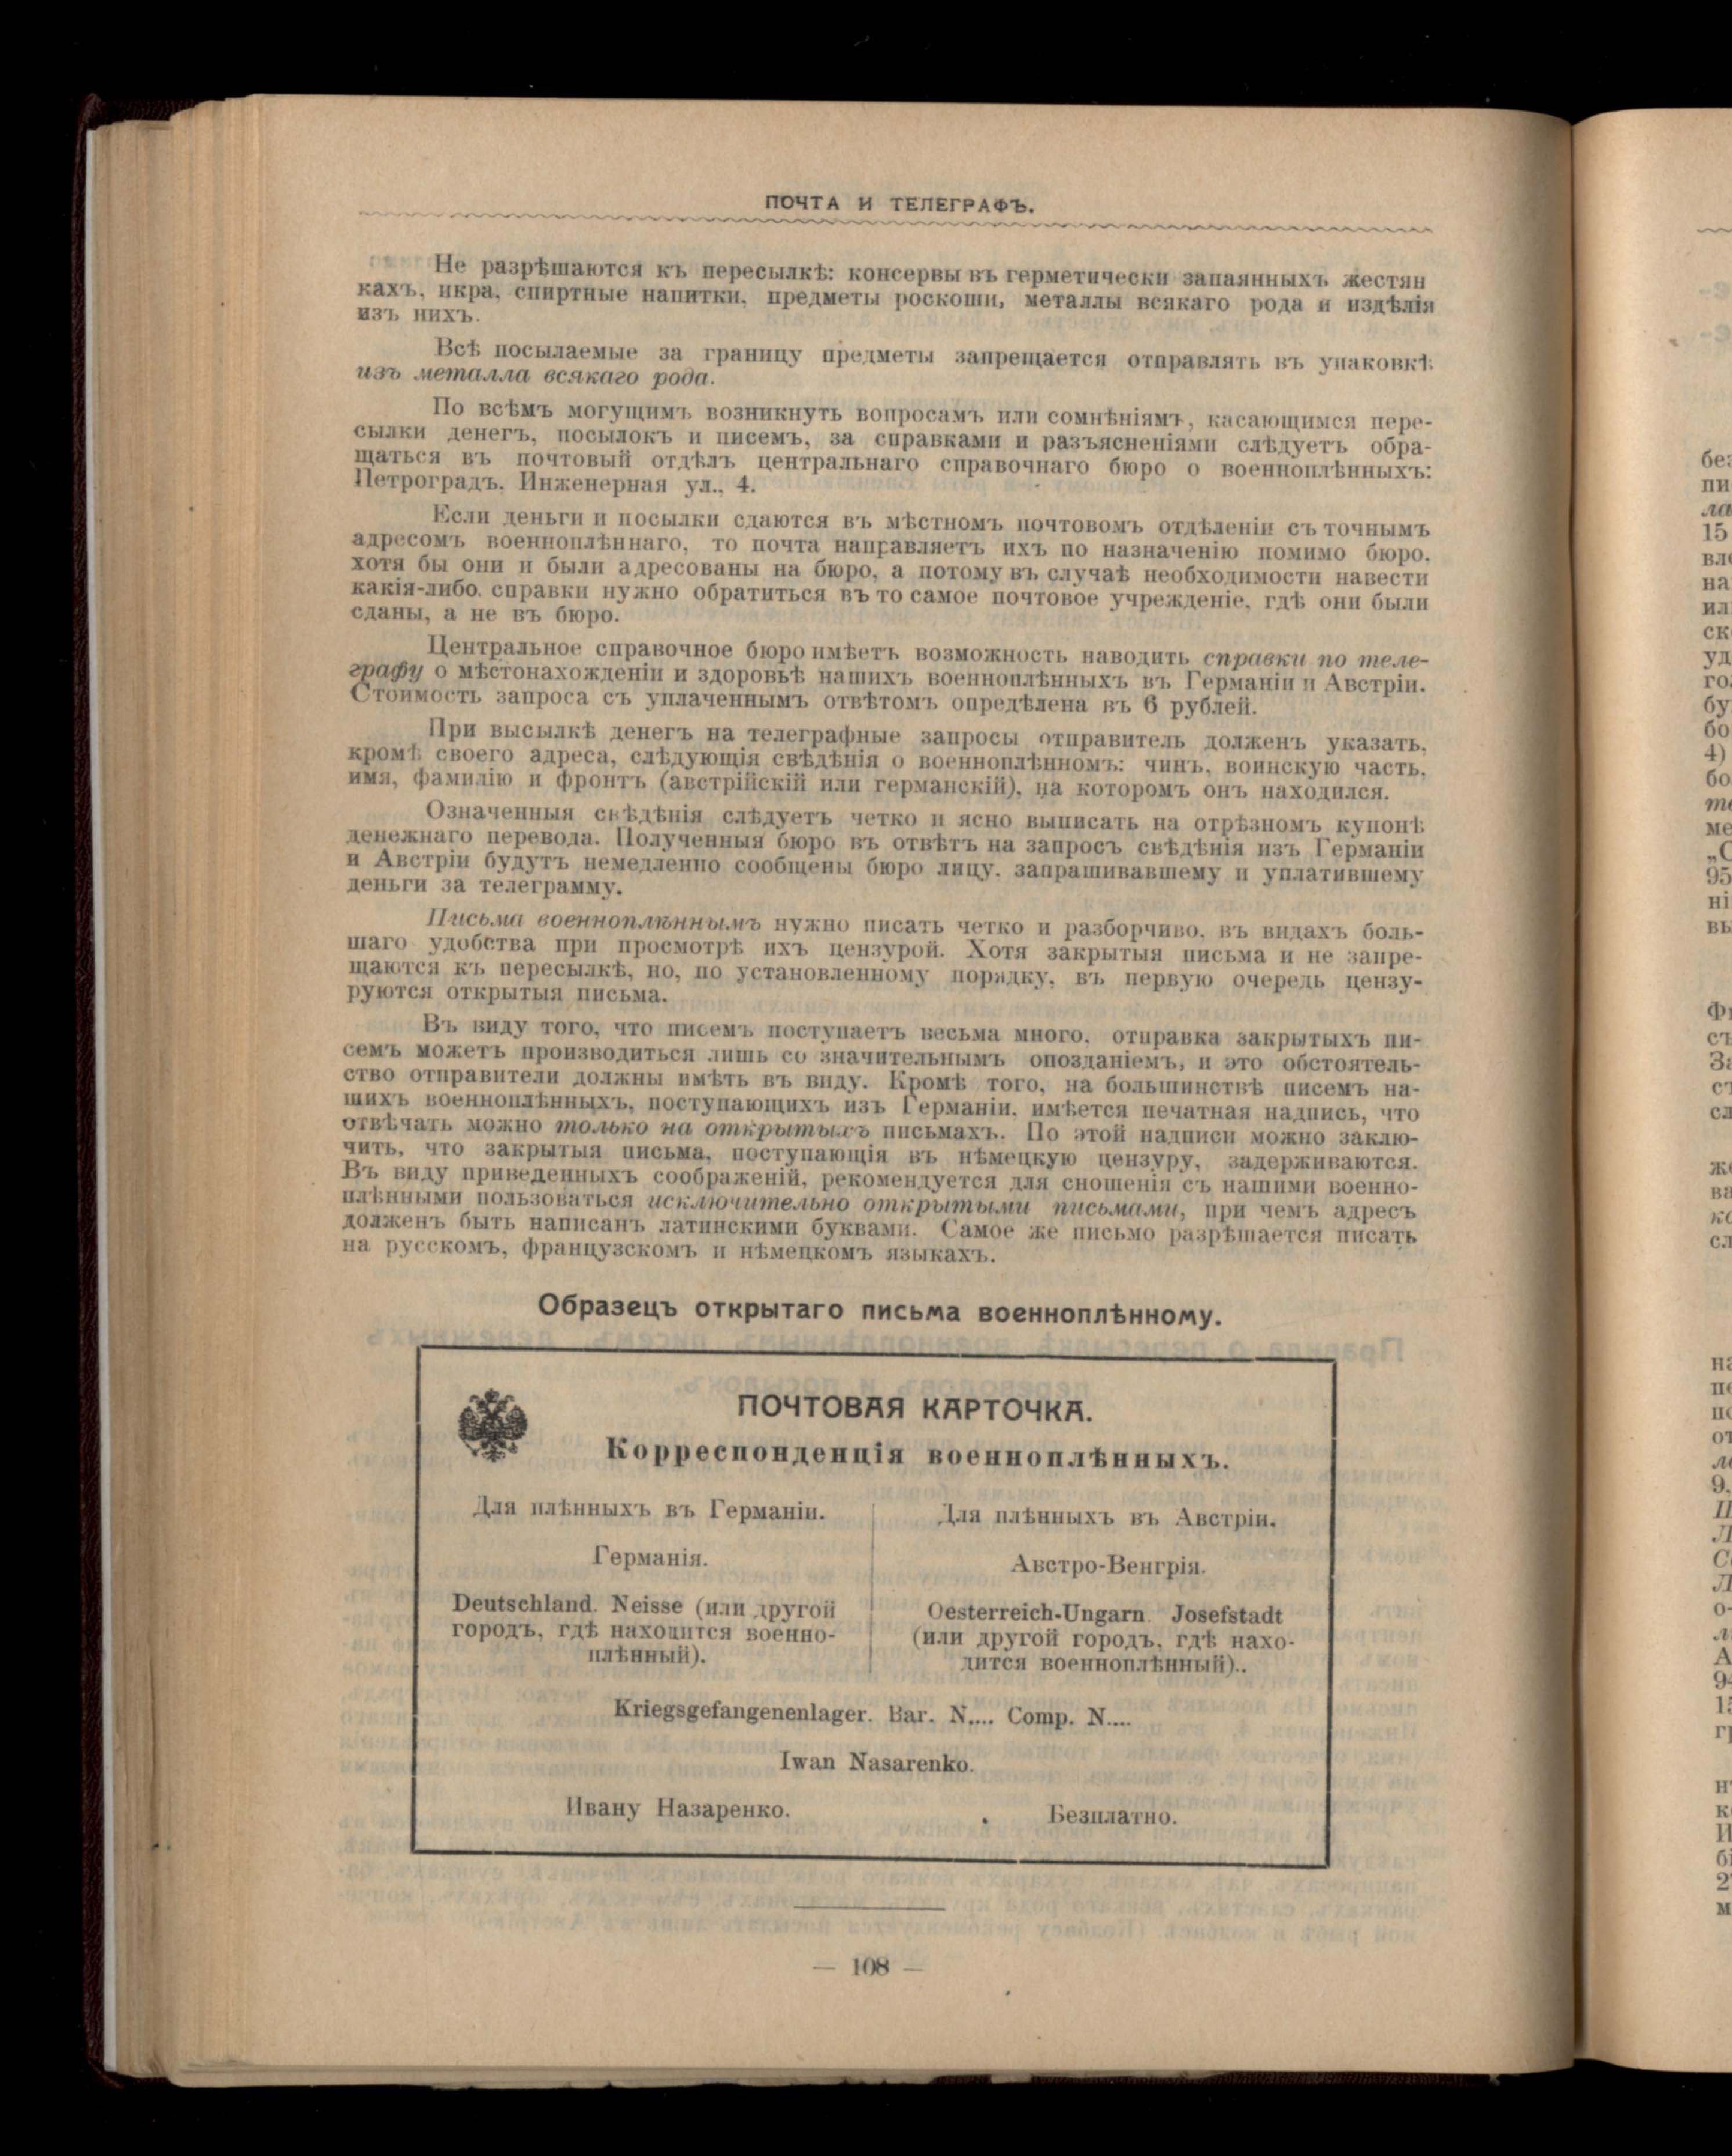 ПОЧТА И ТЕЛЕГРАФЪ.
Не разрѣшаются къ пересылкѣ: консервы въ герметически запаянныхъ жестян
кахъ, икра, спиртные напитки, предметы роскоши, металлы всякаго рода и издѣлія
изъ нихъ.
Всѣ посылаемые за границу предметы запрещается отправлять въ упаковкѣ
изъ металла всякаго рода.
По всѣмъ могущимъ возникнуть вопросамъ или сомнѣніямъ, касающимся пере-
сылки денегъ, посылокъ и писемъ, за справками и разъясненіями слѣдуетъ обра-
щаться въ почтовый отдѣлъ центральнаго справочнаго бюро о военноплѣнныхъ:
Петроградъ. Инженерная ул., 4.
Если деньги и посылки сдаются въ мѣстномъ почтовомъ отдѣленіи съ точнымъ
адресомъ военноплѣннаго, то почта направляетъ ихъ по назначенію помимо бюро,
хотя бы они и были адресованы на бюро, а потому въ случаѣ необходимости навести
какія-либо. справки нужно обратиться въ то самое почтовое учрежденіе, гдѣ они были
сданы, а не въ бюро.
Центральное справочное бюро имѣетъ возможность наводить справки по теле-
графу о мѣстонахожденіи и здоровьѣ нашихъ военноплѣнныхъ въ Германіи и Австріи.
Стоимость запроса съ уплаченнымъ отвѣтомъ опредѣлена въ 6 рублей.
При высылкѣ денегъ на телеграфные запросы отправитель долженъ указать,
кромѣ своего адреса, слѣдующія свѣдѣнія о военноплѣнномъ: чинъ, воинскую часть,
имя, фамилію и фронтъ (австрійскій или германскій), на которомъ онъ находился.
Означенныя свѣдѣнія слѣдуетъ четко и ясно выписать на отрѣзномъ купонѣ
денежнаго перевода. Полученныя бюро въ отвѣтъ на запросъ свѣдѣнія изъ Германіи
и Австріи будутъ немедленно сообщены бюро лицу. запрашивавшему и уплатившему
деньги за телеграмму.
Письма военноплѣннымъ нужно писать четко и разборчиво, въ видахъ боль-
шаго удобства при просмотрѣ ихъ цензурой. Хотя закрытыя письма и не запре-
щаются къ пересылкѣ, но, по установленному порядку, въ первую очередь цензу-
руются открытыя письма.
Въ виду того, что писемъ поступаетъ весьма много, отправка закрытыхъ пи-
семъ можетъ производиться лишь со значительнымъ опозданіемъ, и это обстоятель-
ство отправители должны имѣть въ виду. Кромѣ того, на большинствѣ писемъ на-
шихъ военноплѣнныхъ, поступающихъ изъ Германіи, имѣется печатная надпись, что
отвѣчать можно только на открытыхъ письмахъ. По этой надписи можно заклю-
чить, что закрытыя письма, поступающія въ нѣмецкую цензуру, задерживаются.
Въ виду приведенныхъ соображеній, рекомендуется для сношенія съ нашими военно-
плѣнными пользоваться исключительно открытыми письмами, при чемъ адресъ
долженъ быть написанъ латинскими буквами. Самое же письмо разрѣшается писать
на русскомъ, французскомъ и нѣмецкомъ языкахъ.
Образецъ открытаго письма военноплѣнному.
ПОЧТОВАЯ КАРТОЧКА.
Корреспонденція военноплѣнныхъ.
Для плѣнныхъ въ Германіи.
Германія.
Deutschland. Neisse (или другой
городъ, гдѣ находится военно-
плѣнный).
Для плѣнныхъ въ Австріи.
Австро-Венгрія.
Oesterreich-Ungarn. Josefstadt
(или другой городъ, гдѣ нахо-
дится военноплѣнный)..
Kriegsgefangenenlager. Bar. N.... Comp. N....
Iwan Nasarenko.
Ивану Назаренко.
Безплатно.
— 108 —